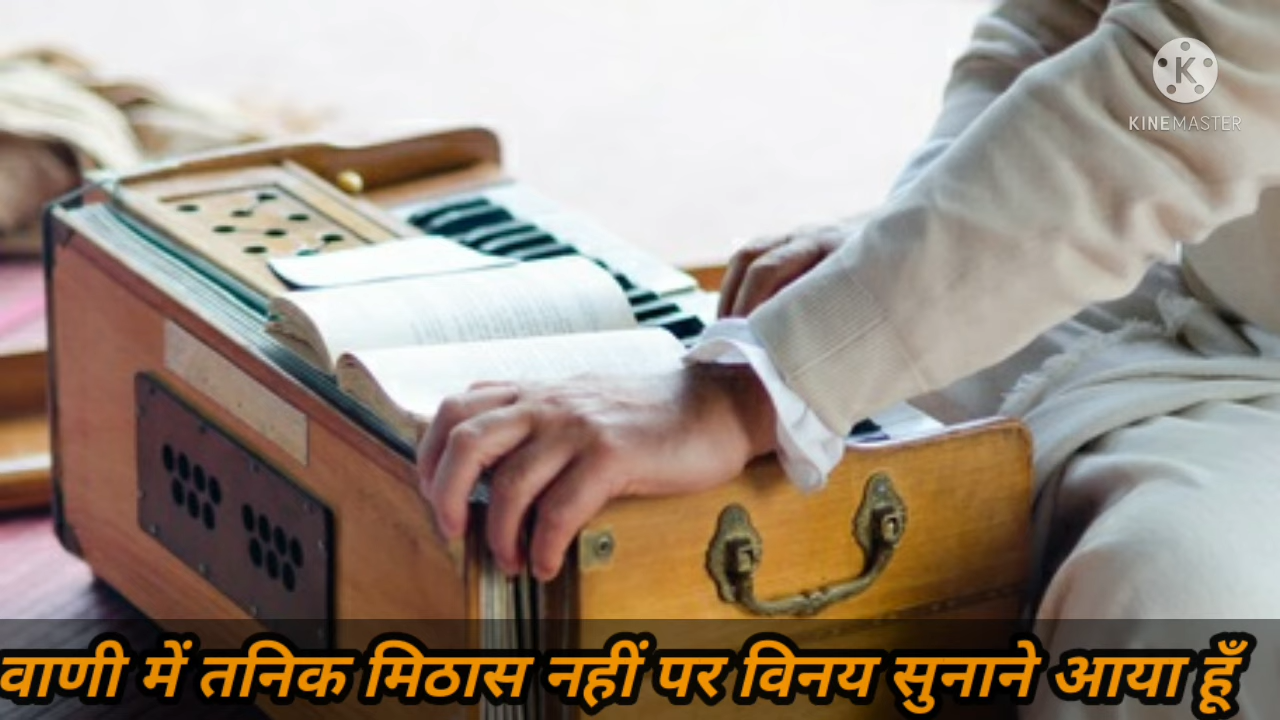 K
KINEMASTER
वाणी में तनिक मिठास नहीं पर विनय सुनाने आया हूँ